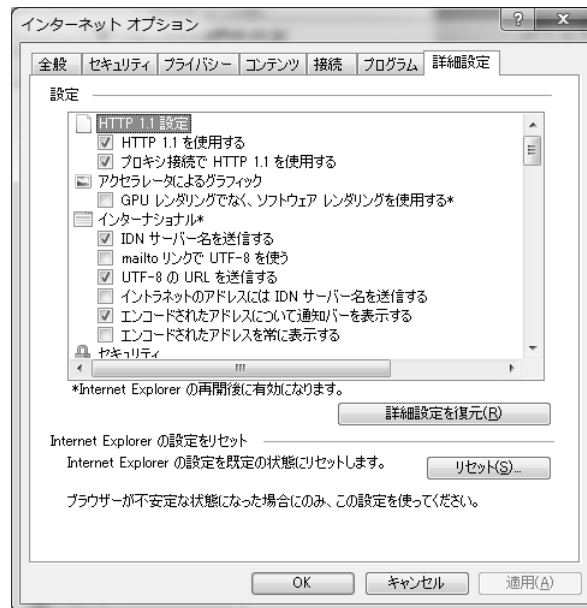 インターネット オプション
全般 セキュリティ プライバシー コンテンツ 接続 プログラム 詳細設定
設定
HTTP 1.1 設定
HTTP 1.1 を使用する
プロキシ接続で HTTP 1.1 を使用する
アクセラレータによるグラフィック
GPU レンダリングでなく、ソフトウェア レンダリングを使用する*
インターナショナル*
IDN サーバー名を送信する
mailto リンクで UTF-8 を使う
UTF-8 の URL を送信する
イントラネットのアドレスには IDN サーバー名を送信する
エンコードされたアドレスについて通知バーを表示する
エンコードされたアドレスを常に表示する
セキュリティ
*Internet Explorer の再開後に有効になります。
詳細設定を復元(R)
Internet Explorer の設定をリセット
Internet Explorer の設定を既定の状態にリセットします。
リセット(S)...
ブラウザーが不安定な状態になった場合にのみ、この設定を使ってください。
OK キャンセル 適用(A)